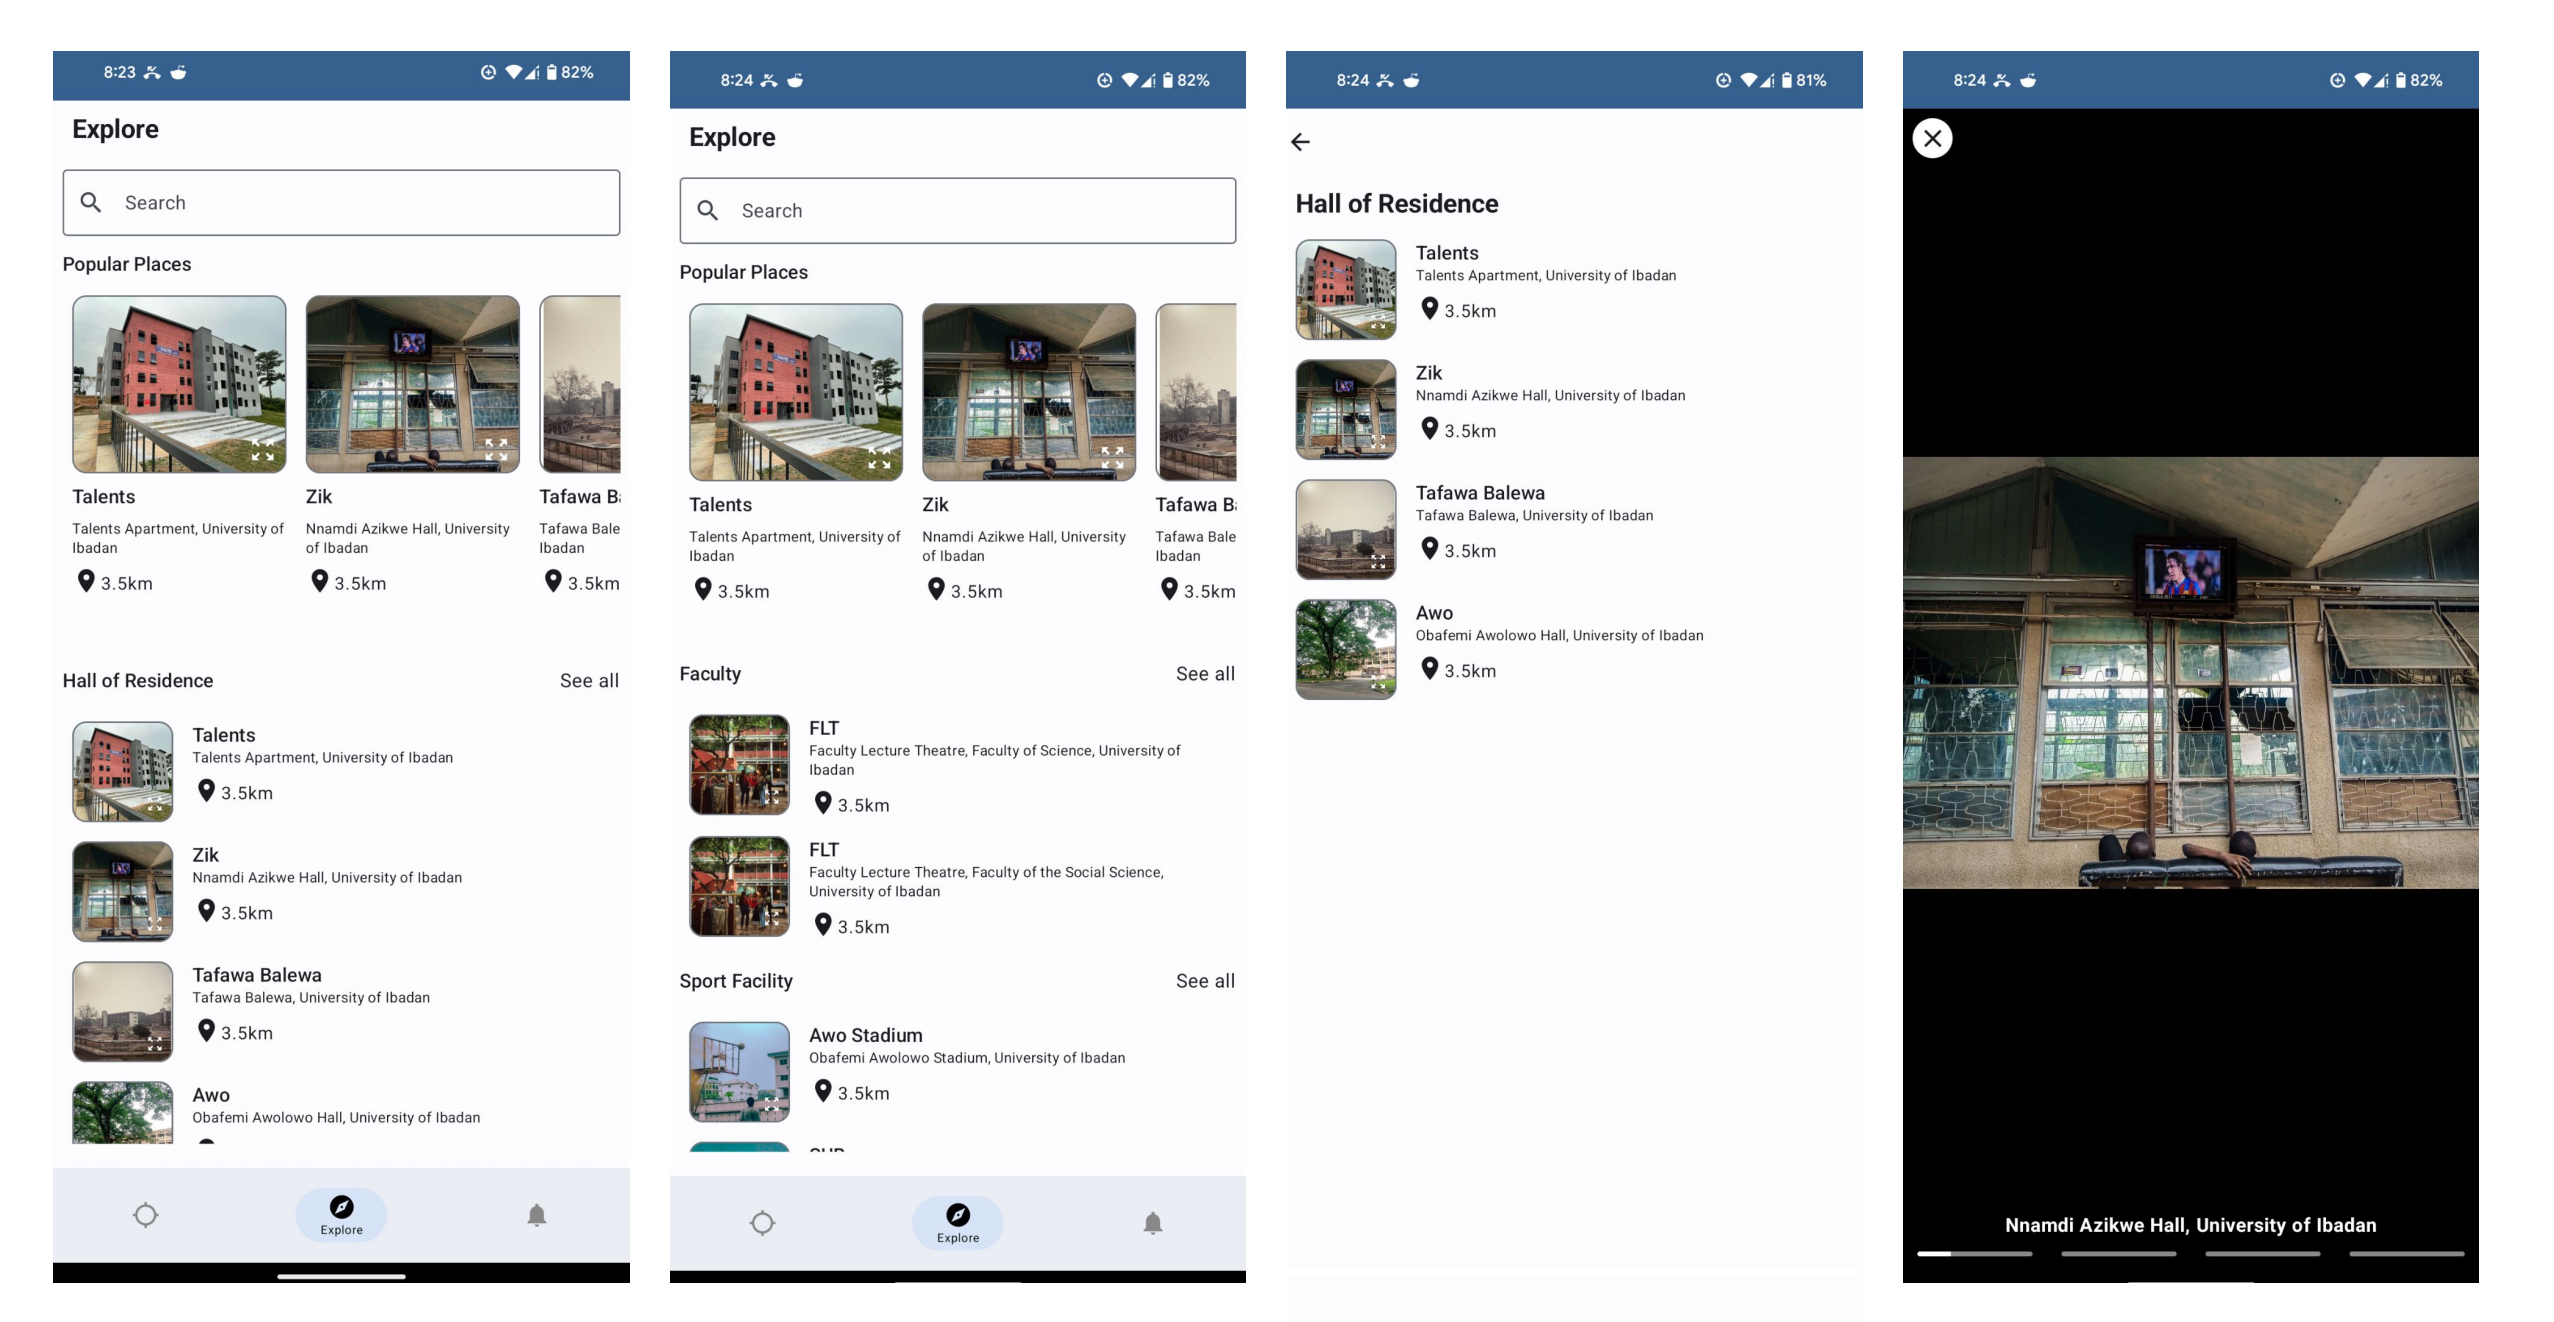 8:23
82%
Explore
Search
Popular Places
Talents
Talents Apartment, University of
Ibadan
3.5km
Zik
Nnamdi Azikwe Hall, University
of Ibadan
3.5km
Tafawa B
Tafawa Bale
Ibadan
3.5km
Hall of Residence
See all
Talents
Talents Apartment, University of Ibadan
3.5km
Zik
Nnamdi Azikwe Hall, University of Ibadan
3.5km
Tafawa Balewa
Tafawa Balewa, University of Ibadan
3.5km
Awo
Obafemi Awolowo Hall, University of Ibadan
Explore
8:24
82%
Explore
Search
Popular Places
Talents
Talents Apartment, University of
Ibadan
3.5km
Zik
Nnamdi Azikwe Hall, University
of Ibadan
3.5km
Tafawa B
Tafawa Bale
Ibadan
3.5km
Faculty
See all
FLT
Faculty Lecture Theatre, Faculty of Science, University of
Ibadan
3.5km
FLT
Faculty Lecture Theatre, Faculty of the Social Science,
University of Ibadan
3.5km
Sport Facility
See all
Awo Stadium
Obafemi Awolowo Stadium, University of Ibadan
3.5km
Explore
8:24
81%
Hall of Residence
Talents
Talents Apartment, University of Ibadan
3.5km
Zik
Nnamdi Azikwe Hall, University of Ibadan
3.5km
Tafawa Balewa
Tafawa Balewa, University of Ibadan
3.5km
Awo
Obafemi Awolowo Hall, University of Ibadan
3.5km
8:24
82%
Nnamdi Azikwe Hall, University of Ibadan